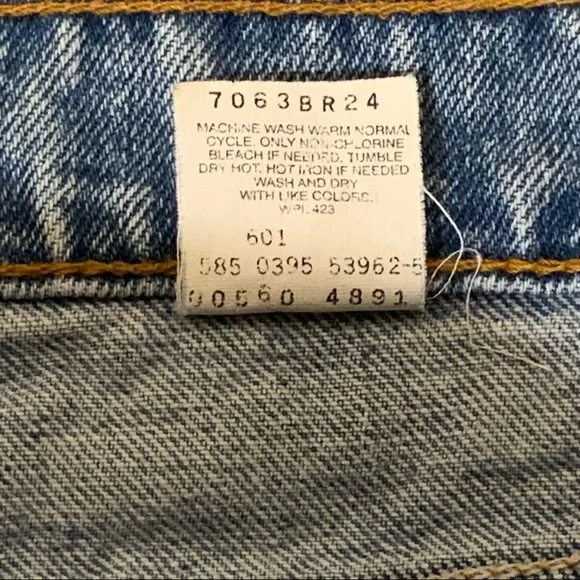 7063BR24
MACHINE WASH WARM NORMAL
CYCLE. ONLY NON-CHLORINE
BLEACH IF NEEDED. TUMBLE
DRY HOT. HOT IRON IF NEEDED
WASH AND DRY
WITH LIKE COLORS.
WPL 423
601
585 0395 53962-5
90560 4891